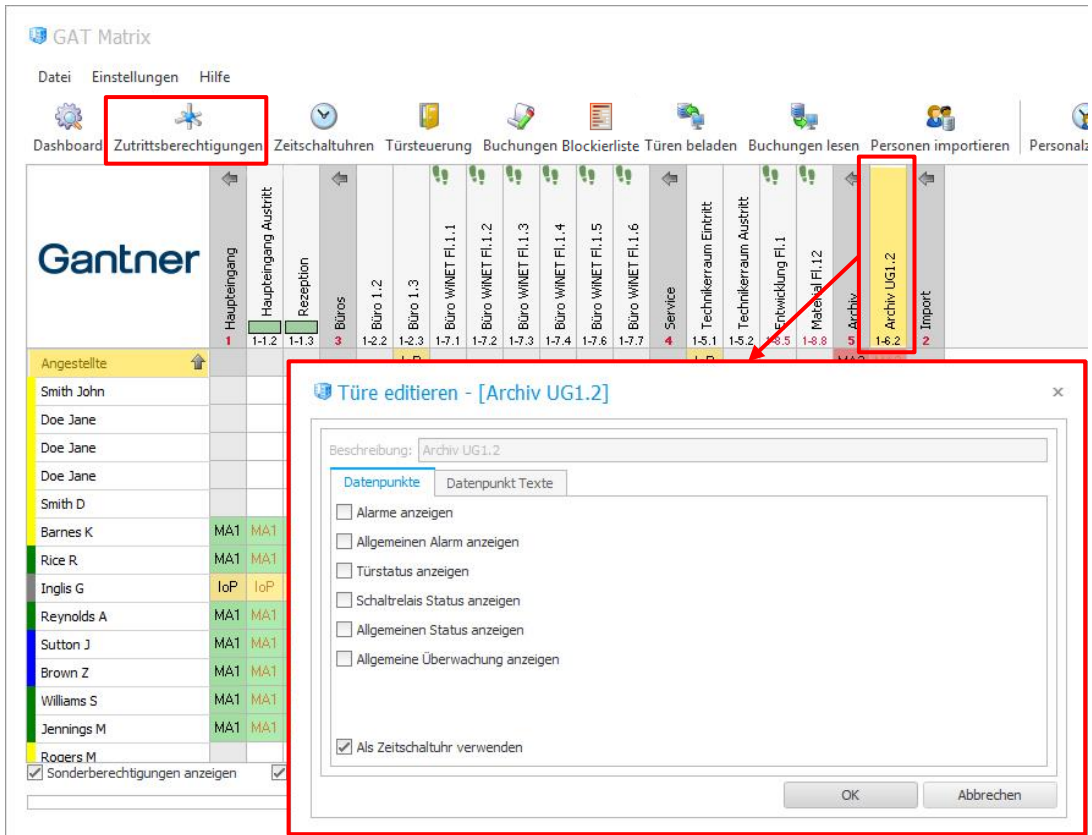 GAT Matrix
Datei Einstellungen Hilfe
Dashboard Zutrittsberechtigungen Zeitschaltuhren Türsteuerung Buchungen Blockierliste Türen beladen Buchungen lesen Personen importieren
Gantner
Haupteingang
Haupteingang Austritt
Rezeption
Büros
Büro 1.2
Büro 1.3
Büro WiNET Fl.1.1
Büro WiNET Fl.1.2
Büro WiNET Fl.1.3
Büro WiNET Fl.1.4
Büro WiNET Fl.1.5
Büro WiNET Fl.1.6
Service
Technikerraum Eintritt
Technikerraum Austritt
Entwicklung Fl.1
Material Fl.12
Archiv
Archiv UG1.2
Import
1 1-1.2 1-1.3 3 1-2.2 1-2.3 1-7.1 1-7.2 1-7.3 1-7.4 1-7.6 1-7.7 4 1-5.1 1-5.2 1-8.5 1-8.8 5 1-6.2 2
Angestellte
Smith John
Doe Jane
Doe Jane
Doe Jane
Smith D
Barnes K MA1 MA1
Rice R MA1 MA1
Inglis G IoP IoP
Reynolds A MA1 MA1
Sutton J MA1 MA1
Brown Z MA1 MA1
Williams S MA1 MA1
Jennings M MA1 MA1
Rogers M
Sonderberechtigungen anzeigen
Türe editieren - [Archiv UG1.2]
Beschreibung: Archiv UG1.2
Datenpunkte Datenpunkt Texte
Alarme anzeigen
Allgemeinen Alarm anzeigen
Türstatus anzeigen
Schaltrelais Status anzeigen
Allgemeinen Status anzeigen
Allgemeine Überwachung anzeigen
Als Zeitschaltuhr verwenden
OK Abbrechen